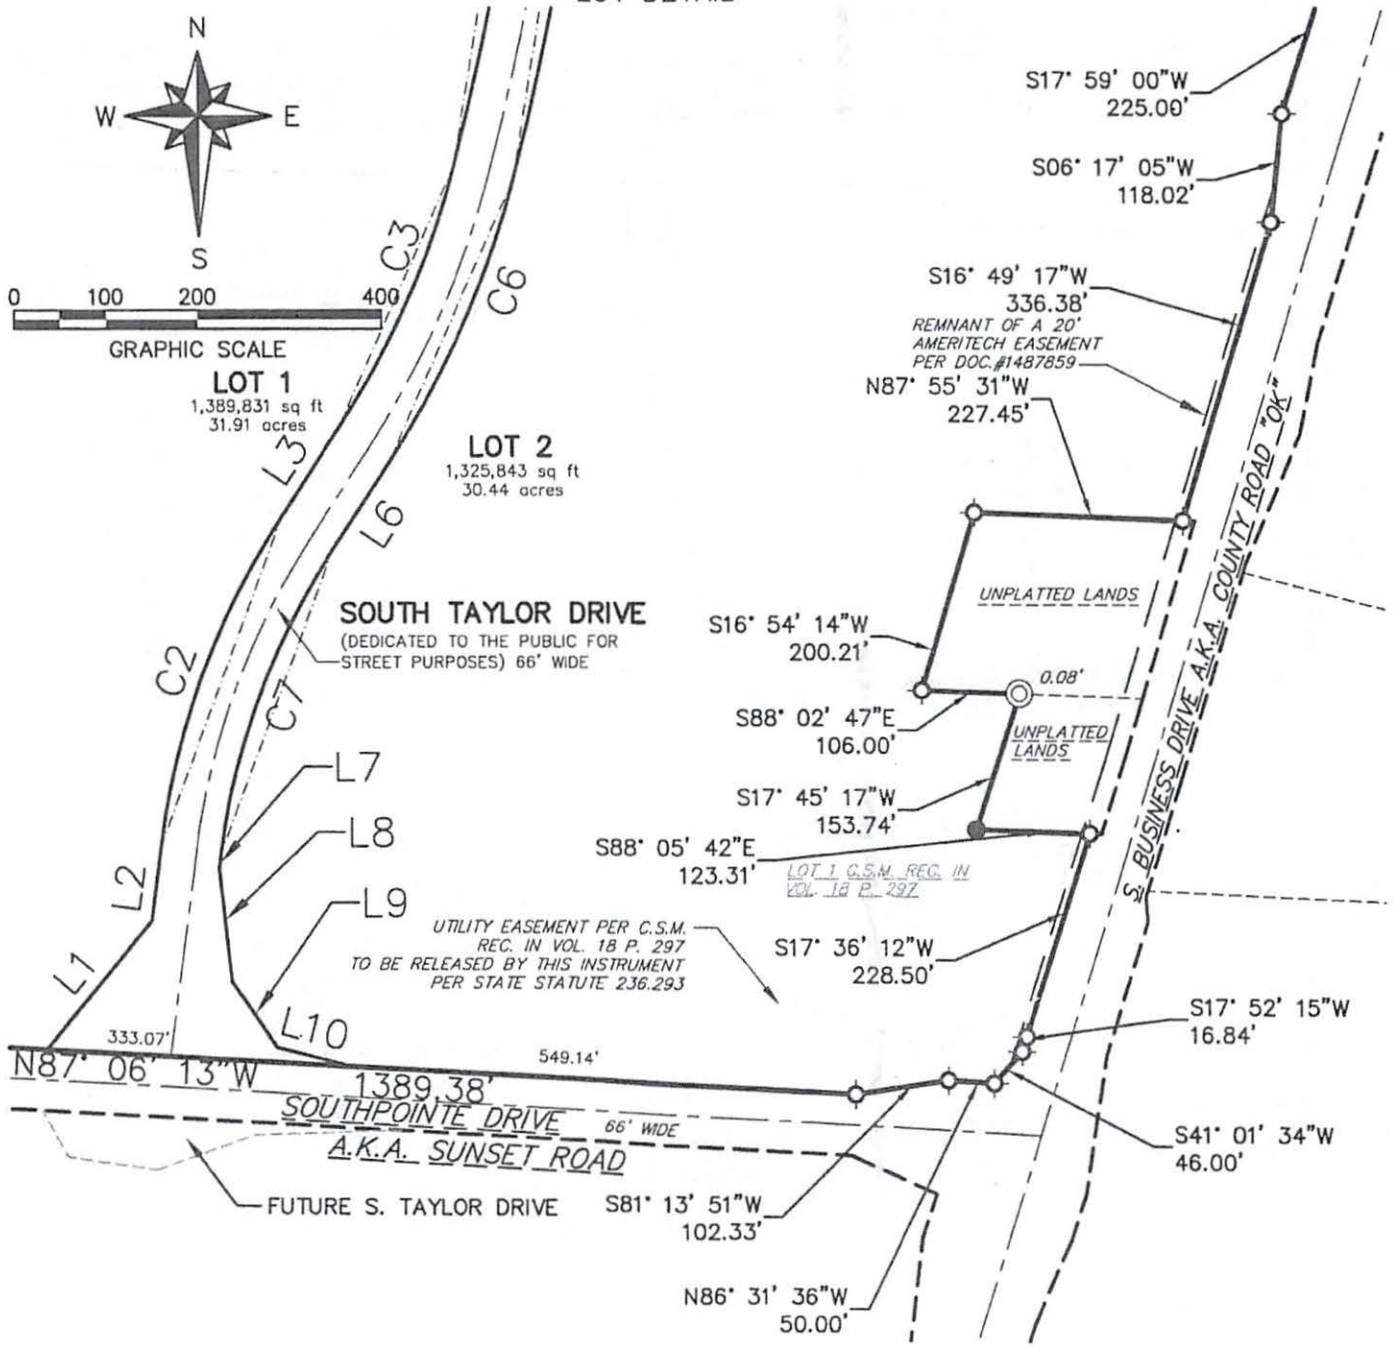 N
W E
S
0 100 200 400
GRAPHIC SCALE
LOT 1
1,389,831 sq ft
31.91 acres
LOT 2
1,325,843 sq ft
30.44 acres
C3
C6
L3
L6
SOUTH TAYLOR DRIVE
(DEDICATED TO THE PUBLIC FOR
STREET PURPOSES) 66' WIDE
C2
C7
L7
L8
L2
L9
L1
L10
UTILITY EASEMENT PER C.S.M.
REC. IN VOL. 18 P. 297
TO BE RELEASED BY THIS INSTRUMENT
PER STATE STATUTE 236.293
S17° 59' 00"W
225.00'
S06° 17' 05"W
118.02'
S16° 49' 17"W
336.38'
REMNANT OF A 20'
AMERITECH EASEMENT
PER DOC.#1487859
N87° 55' 31"W
227.45'
UNPLATTED LANDS
S16° 54' 14"W
200.21'
0.08'
S88° 02' 47"E
106.00'
UNPLATTED
LANDS
S17° 45' 17"W
153.74'
S88° 05' 42"E
123.31'
LOT 1 C.S.M. REC. IN
VOL. 18 P. 297
S17° 36' 12"W
228.50'
S17° 52' 15"W
16.84'
S. BUSINESS DRIVE A.K.A. COUNTY ROAD "OK"
333.07'
549.14'
N87° 06' 13"W
1389.38'
SOUTHPOINTE DRIVE 66' WIDE
A.K.A. SUNSET ROAD
FUTURE S. TAYLOR DRIVE
S41° 01' 34"W
46.00'
S81° 13' 51"W
102.33'
N86° 31' 36"W
50.00'